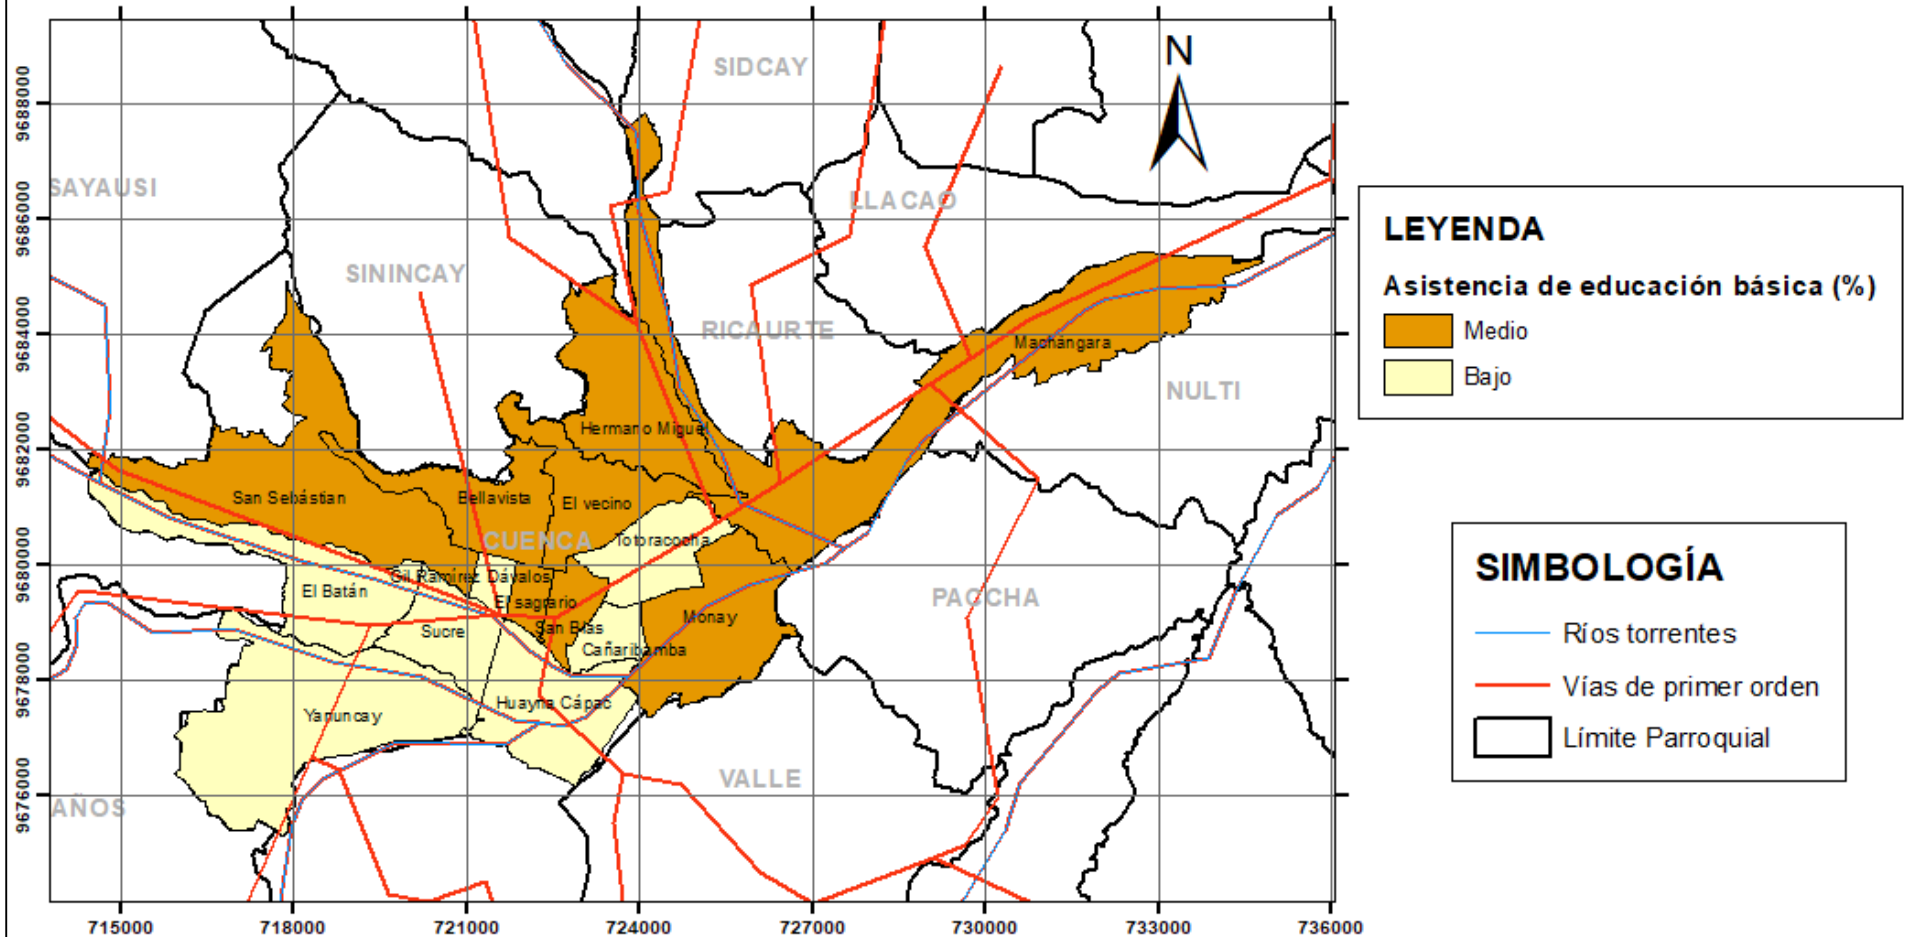 N
SIDCAY
SAYAUSI
LLACAO
SININCAY
RICAURTE
Machángara
NULTI
Hermano Miguel
San Sebástian
Bellavista
El vecino
CUENCA
Totoracocha
Gil Ramírez Dávalos
El Batán
El sagrario
PACCHA
Monay
Sucre
San Blas
Cañaribamba
Huayna Cápac
Yanuncay
VALLE
AÑOS
9688000
9686000
9684000
9682000
9680000
9678000
9676000
715000
718000
721000
724000
727000
730000
733000
736000
LEYENDA
Asistencia de educación básica (%)
Medio
Bajo
SIMBOLOGÍA
Ríos torrentes
Vías de primer orden
Límite Parroquial